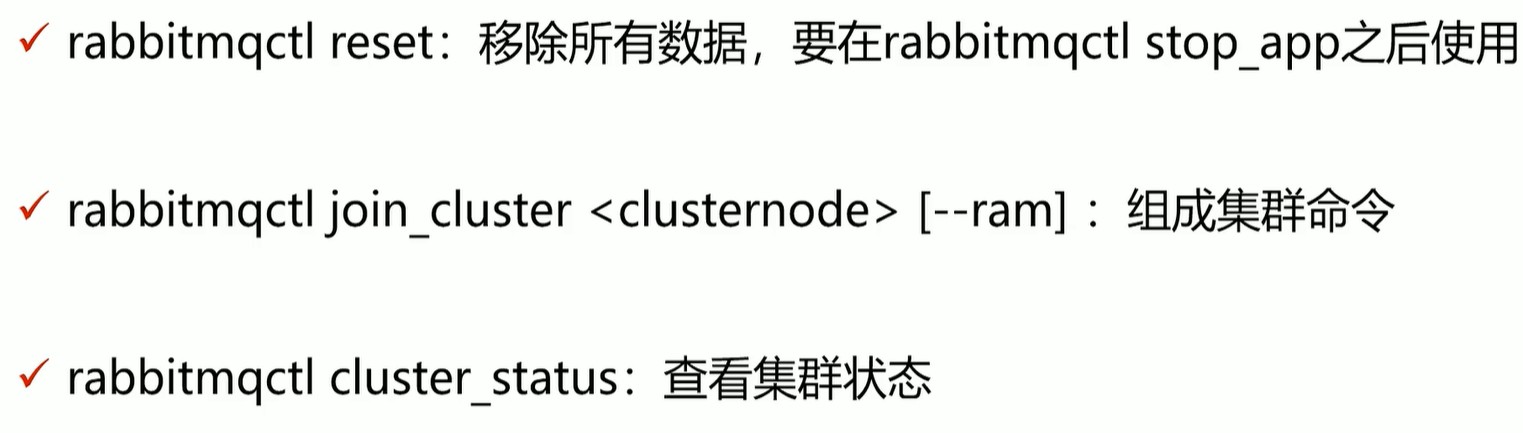 ✓ rabbitmqctl reset：移除所有数据，要在rabbitmqctl stop_app之后使用
✓ rabbitmqctl join_cluster <clusternode> [--ram] ：组成集群命令
✓ rabbitmqctl cluster_status：查看集群状态